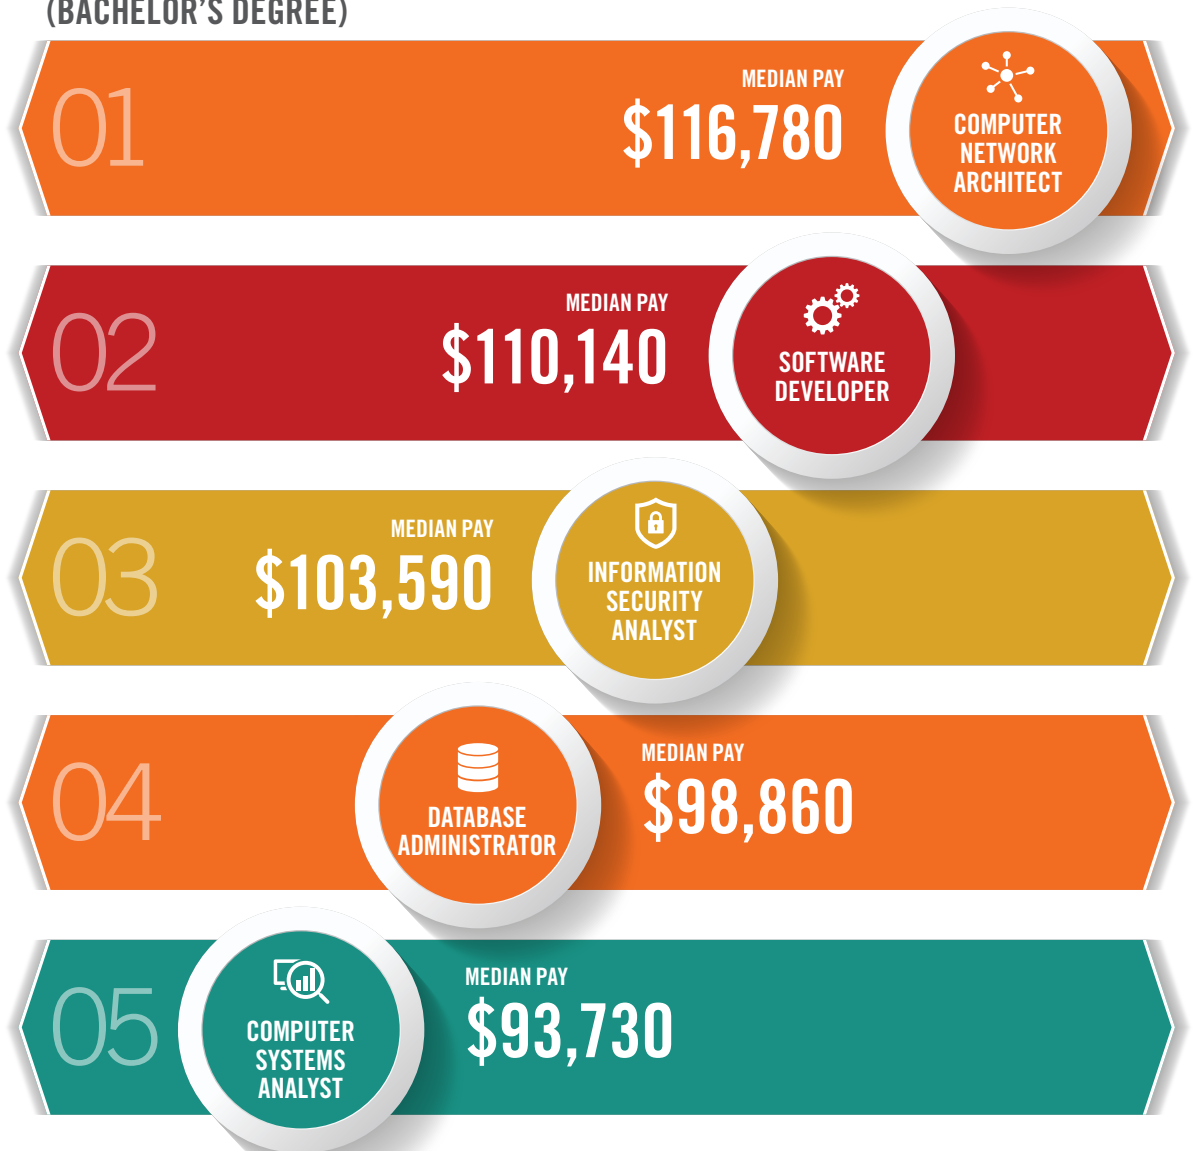 (BACHELOR'S DEGREE)
01
MEDIAN PAY
$116,780
COMPUTER
NETWORK
ARCHITECT
02
MEDIAN PAY
$110,140
SOFTWARE
DEVELOPER
03
MEDIAN PAY
$103,590
INFORMATION
SECURITY
ANALYST
04
DATABASE
ADMINISTRATOR
MEDIAN PAY
$98,860
05
COMPUTER
SYSTEMS
ANALYST
MEDIAN PAY
$93,730